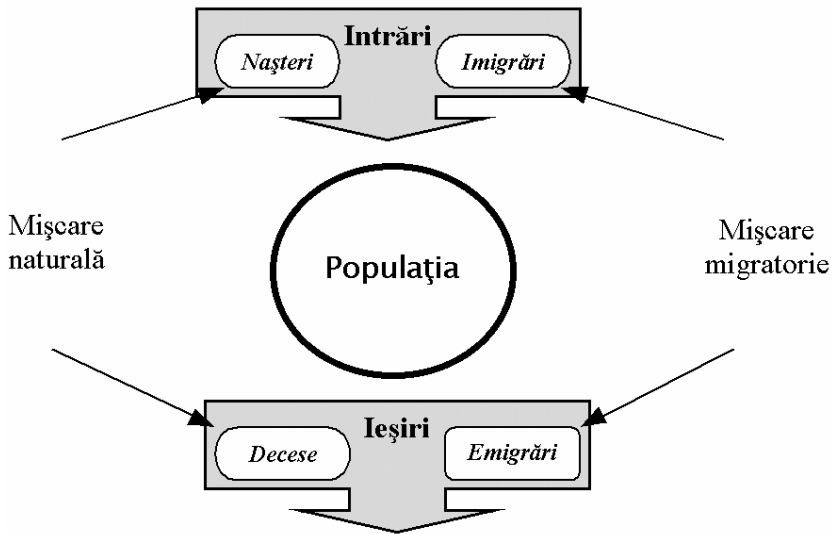 Intrări
Naşteri
Imigrări
Mişcare
naturală
Populaţia
Mişcare
migratorie
Ieşiri
Decese
Emigrări